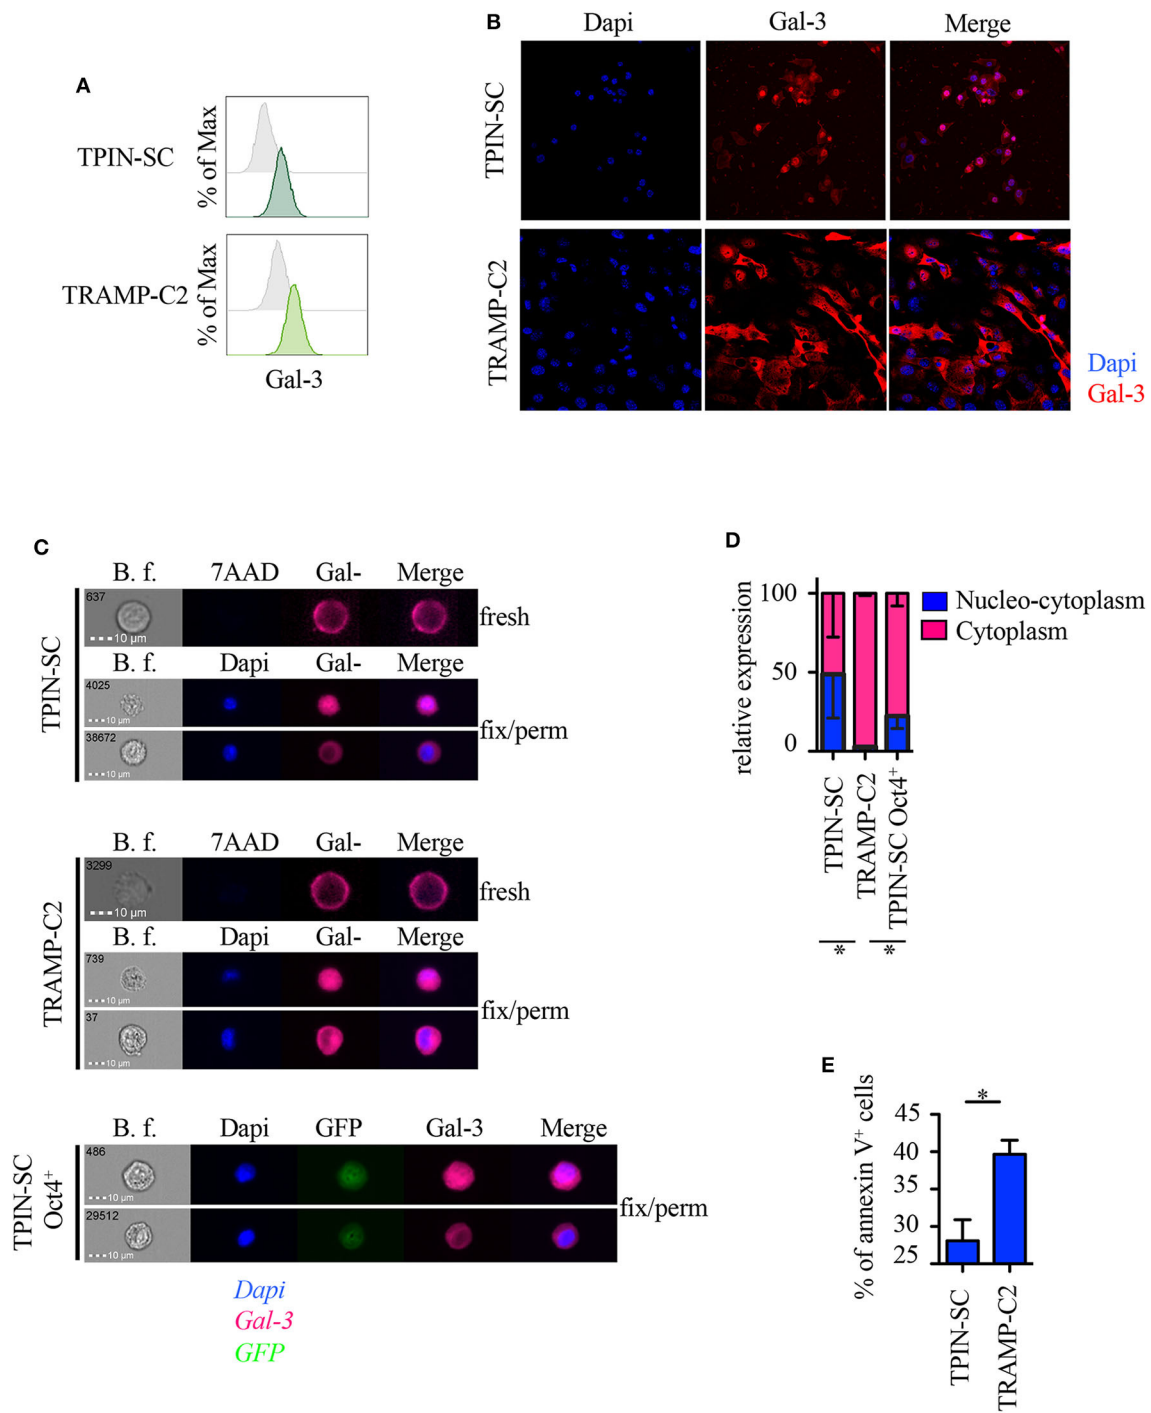 A
TPIN-SC
% of Max
TRAMP-C2
% of Max
Gal-3
B
Dapi Gal-3 Merge
TPIN-SC
TRAMP-C2
Dapi
Gal-3
C
TPIN-SC
B. f. 7AAD Gal- Merge
637
10 µm
fresh
B. f. Dapi Gal- Merge
4025
10 µm
38672
10 µm
fix/perm
TRAMP-C2
B. f. 7AAD Gal- Merge
3299
10 µm
fresh
B. f. Dapi Gal- Merge
739
10 µm
37
10 µm
fix/perm
TPIN-SC
Oct4+
B. f. Dapi GFP Gal-3 Merge
486
10 µm
29512
10 µm
fix/perm
Dapi
Gal-3
GFP
D
relative expression
100
50
0
Nucleo-cytoplasm
Cytoplasm
TPIN-SC
TRAMP-C2
TPIN-SC Oct4+
* *
E
% of annexin V+ cells
45
40
35
30
25
*
TPIN-SC
TRAMP-C2